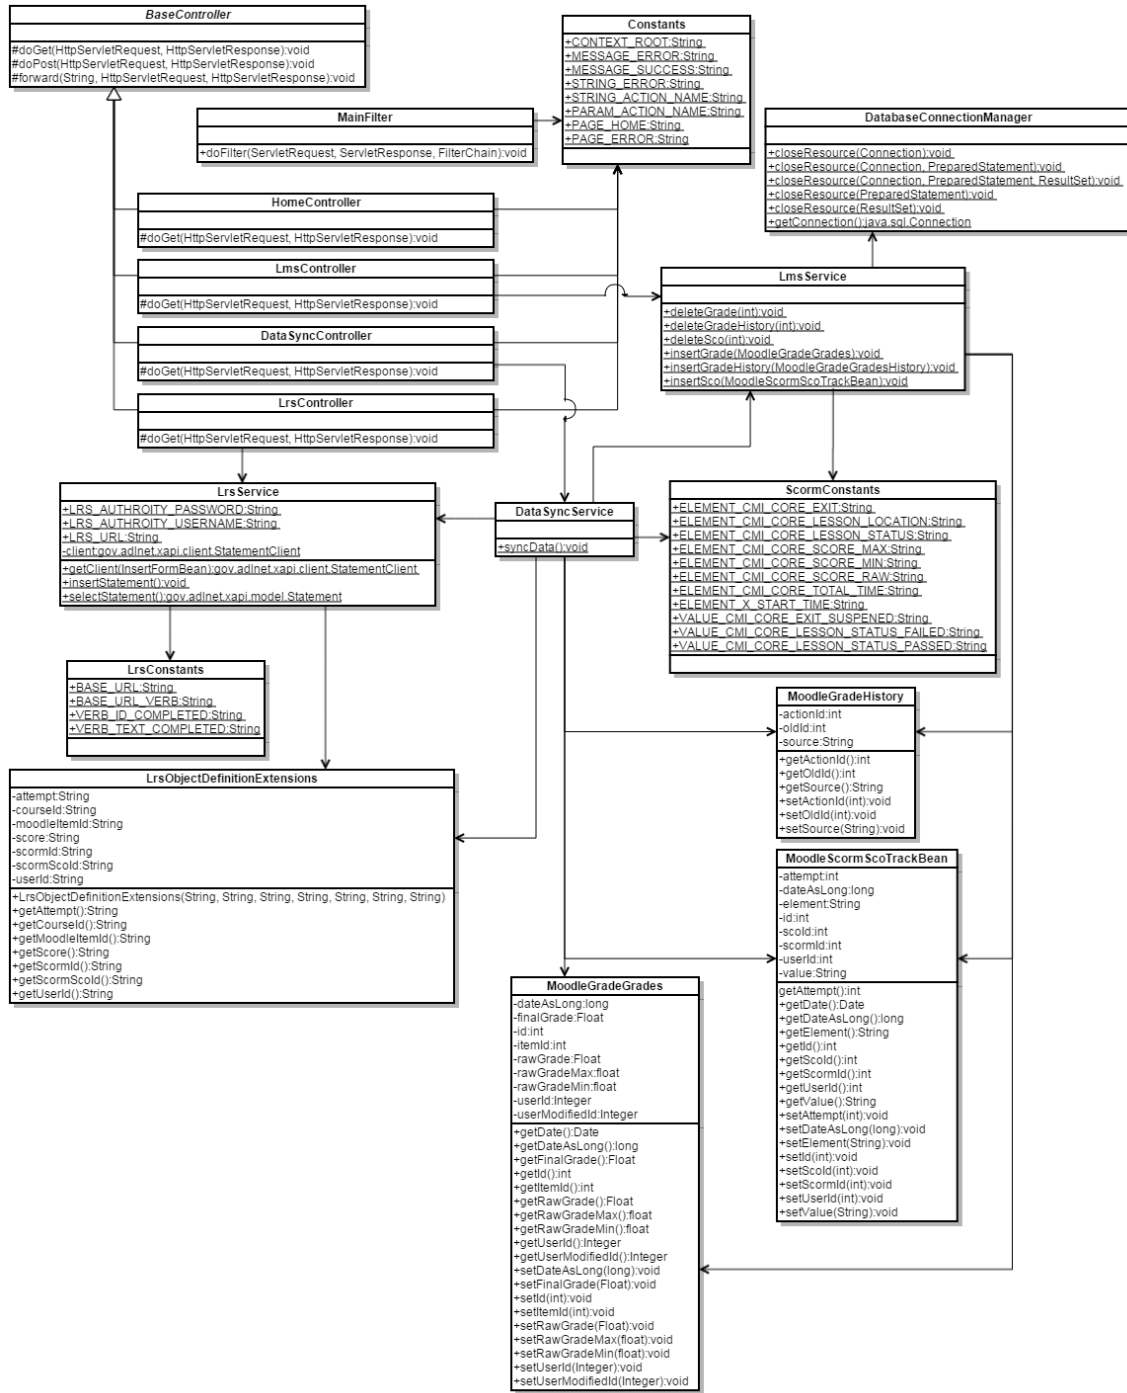 BaseController
#doGet(HttpServletRequest, HttpServletResponse):void
#doPost(HttpServletRequest, HttpServletResponse):void
#forward(String, HttpServletRequest, HttpServletResponse):void
Constants
+CONTEXT_ROOT:String
+MESSAGE_ERROR:String
+MESSAGE_SUCCESS:String
+STRING_ERROR:String
+STRING_ACTION_NAME:String
+PARAM_ACTION_NAME:String
+PAGE_HOME:String
+PAGE_ERROR:String
MainFilter
+doFilter(ServletRequest, ServletResponse, FilterChain):void
DatabaseConnectionManager
+closeResource(Connection):void
+closeResource(Connection, PreparedStatement):void
+closeResource(Connection, PreparedStatement, ResultSet):void
+closeResource(PreparedStatement):void
+closeResource(ResultSet):void
+getConnection():java.sql.Connection
HomeController
#doGet(HttpServletRequest, HttpServletResponse):void
LmsController
#doGet(HttpServletRequest, HttpServletResponse):void
LmsService
+deleteGrade(int):void
+deleteGradeHistory(int):void
+deleteSco(int):void
+insertGrade(MoodleGradeGrades):void
+insertGradeHistory(MoodleGradeGradesHistory):void
+insertSco(MoodleScormScoTrackBean):void
DataSyncController
#doGet(HttpServletRequest, HttpServletResponse):void
LrsController
#doGet(HttpServletRequest, HttpServletResponse):void
LrsService
+LRS_AUTHROITY_PASSWORD:String
+LRS_AUTHROITY_USERNAME:String
+LRS_URL:String
-client:gov.adlnet.xapi.client.StatementClient
+getClient(InsertFormBean):gov.adlnet.xapi.client.StatementClient
+insertStatement():void
+selectStatement():gov.adlnet.xapi.model.Statement
DataSyncService
+syncData():void
ScormConstants
+ELEMENT_CMI_CORE_EXIT:String
+ELEMENT_CMI_CORE_LESSON_LOCATION:String
+ELEMENT_CMI_CORE_LESSON_STATUS:String
+ELEMENT_CMI_CORE_SCORE_MAX:String
+ELEMENT_CMI_CORE_SCORE_MIN:String
+ELEMENT_CMI_CORE_SCORE_RAW:String
+ELEMENT_CMI_CORE_TOTAL_TIME:String
+ELEMENT_X_START_TIME:String
+VALUE_CMI_CORE_EXIT_SUSPENED:String
+VALUE_CMI_CORE_LESSON_STATUS_FAILED:String
+VALUE_CMI_CORE_LESSON_STATUS_PASSED:String
LrsConstants
+BASE_URL:String
+BASE_URL_VERB:String
+VERB_ID_COMPLETED:String
+VERB_TEXT_COMPLETED:String
MoodleGradeHistory
-actionId:int
-oldId:int
-source:String
+getActionId():int
+getOldId():int
+getSource():String
+setActionId(int):void
+setOldId(int):void
+setSource(String):void
LrsObjectDefinitionExtensions
-attempt:String
-courseId:String
-moodleItemId:String
-score:String
-scormId:String
-scormScoId:String
-userId:String
+LrsObjectDefinitionExtensions(String, String, String, String, String, String, String)
+getAttempt():String
+getCourseId():String
+getMoodleItemId():String
+getScore():String
+getScormId():String
+getScormScoId():String
+getUserId():String
MoodleScormScoTrackBean
-attempt:int
-dateAsLong:long
-element:String
-id:int
-scoId:int
-scormId:int
-userId:int
-value:String
getAttempt():int
+getDate():Date
+getDateAsLong():long
+getElement():String
+getId():int
+getScoId():int
+getScormId():int
+getUserId():int
+getValue():String
+setAttempt(int):void
+setDateAsLong(long):void
+setElement(String):void
+setId(int):void
+setScoId(int):void
+setScormId(int):void
+setUserId(int):void
+setValue(String):void
MoodleGradeGrades
-dateAsLong:long
-finalGrade:Float
-id:int
-itemId:int
-rawGrade:Float
-rawGradeMax:float
-rawGradeMin:float
-userId:Integer
-userModifiedId:Integer
+getDate():Date
+getDateAsLong():long
+getFinalGrade():Float
+getId():int
+getItemId():int
+getRawGrade():Float
+getRawGradeMax():float
+getRawGradeMin():float
+getUserId():Integer
+getUserModifiedId():Integer
+setDateAsLong(long):void
+setFinalGrade(Float):void
+setId(int):void
+setItemId(int):void
+setRawGrade(Float):void
+setRawGradeMax(float):void
+setRawGradeMin(float):void
+setUserId(Integer):void
+setUserModifiedId(Integer):void